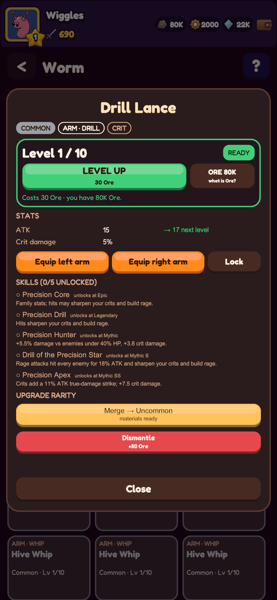 Wiggles
690
1
80K
2000
22K
<
Worm
?
Drill Lance
COMMON
ARM · DRILL
CRIT
Level 1 / 10
READY
LEVEL UP
30 Ore
ORE 80K
what is Ore?
Costs 30 Ore · you have 80K Ore.
STATS
ATK 15 → 17 next level
Crit damage 5%
Equip left arm
Equip right arm
Lock
SKILLS (0/5 UNLOCKED)
○ Precision Core unlocks at Epic
Family stats; hits may sharpen your crits and build rage.
○ Precision Drill unlocks at Legendary
Hits sharpen your crits and build rage.
○ Precision Hunter unlocks at Mythic
+5.5% damage vs enemies under 40% HP, +3.8 crit damage.
○ Drill of the Precision Star unlocks at Mythic S
Rage attacks hit every enemy for 18% ATK and sharpen your crits and build rage.
○ Precision Apex unlocks at Mythic SS
Crits add a 11% ATK true-damage strike; +7.5 crit damage.
UPGRADE RARITY
Merge → Uncommon
materials ready
Dismantle
+80 Ore
Close
ARM · WHIP
Hive Whip
Common · Lv 1/10
ARM · WHIP
Hive Whip
Common · Lv 1/10
ARM · WHIP
Hive Whip
Common · Lv 1/10